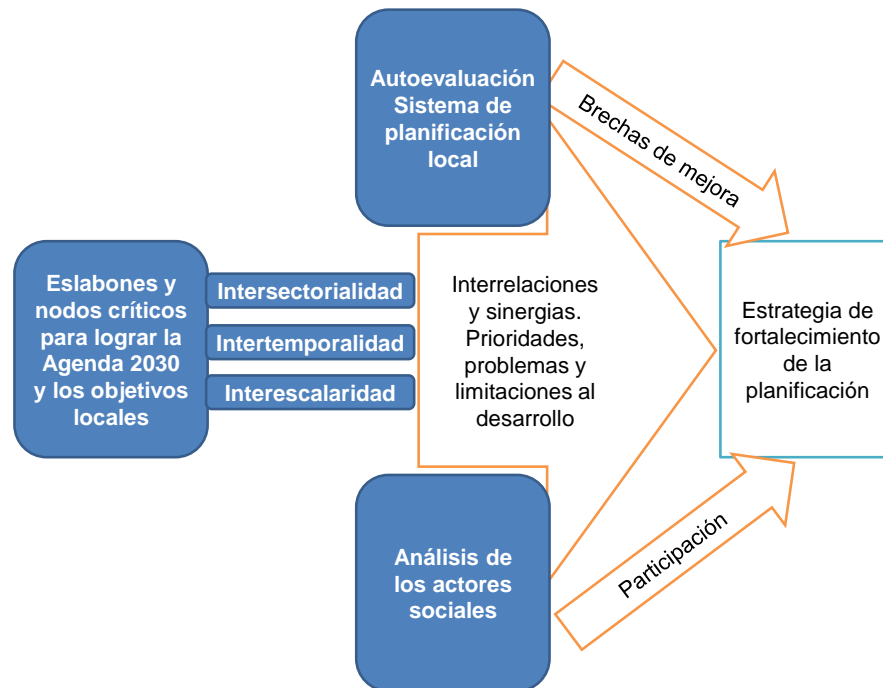 Autoevaluación
Sistema de
planificación
local
Brechas de mejora
Eslabones y
nodos críticos
para lograr la
Agenda 2030
y los objetivos
locales
Intersectorialidad
Intertemporalidad
Interescalaridad
Interrelaciones
y sinergias.
Prioridades,
problemas y
limitaciones al
desarrollo
Estrategia de
fortalecimiento
de la
planificación
Análisis de
los actores
sociales
Participación